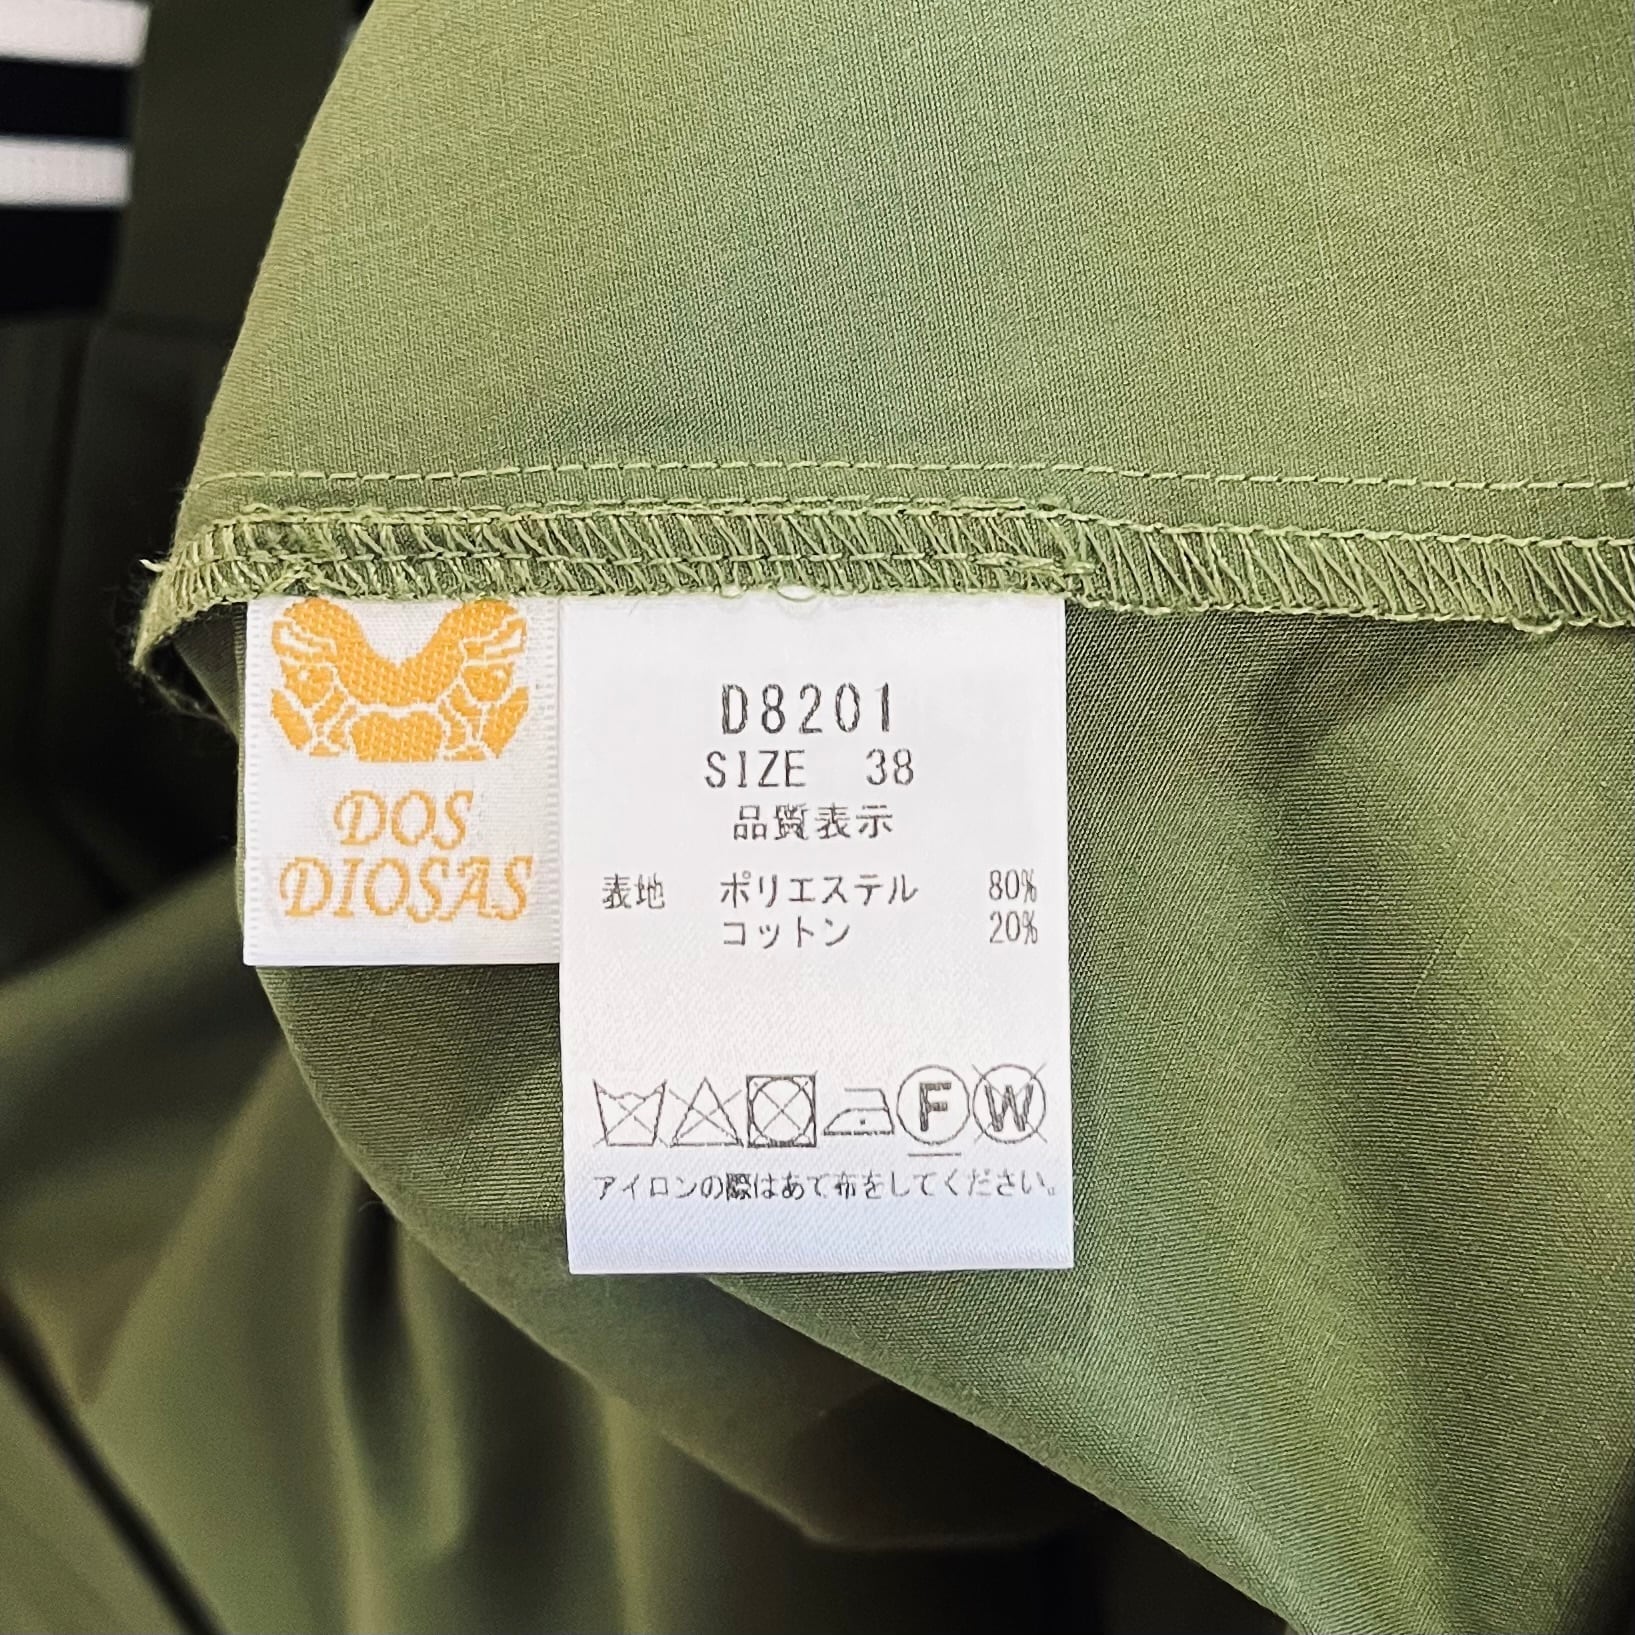 DOS
DIOSAS
D8201
SIZE 38
品質表示
表地 ポリエステル 80%
コットン 20%
F W
アイロンの際はあて布をしてください。